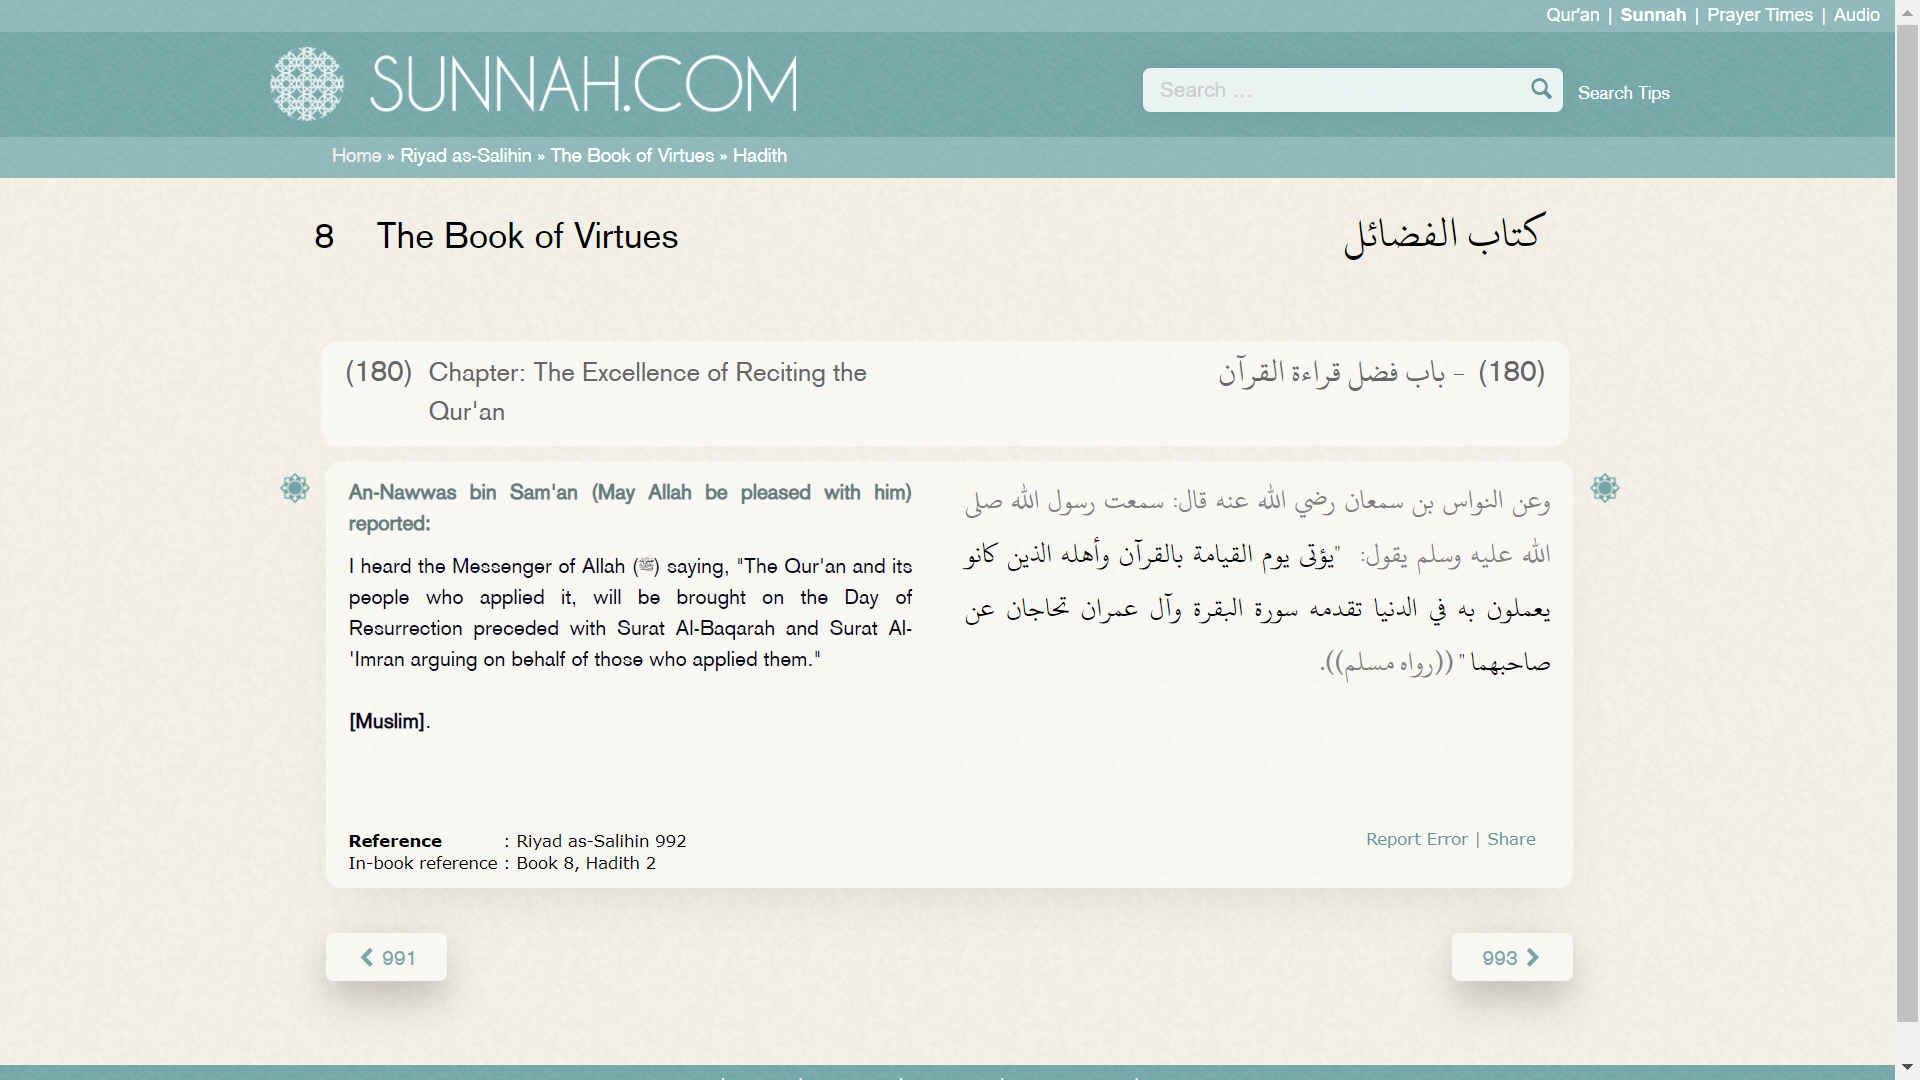 Qur'an | Sunnah | Prayer Times | Audio
SUNNAH.COM
Search …
Search Tips
Home » Riyad as-Salihin » The Book of Virtues » Hadith
8 The Book of Virtues
كتاب الفضائل
(180) Chapter: The Excellence of Reciting the
Qur'an
(180) – باب فضل قراءة القرآن
An-Nawwas bin Sam'an (May Allah be pleased with him)
reported:
I heard the Messenger of Allah (ﷺ) saying, "The Qur'an and its
people who applied it, will be brought on the Day of
Resurrection preceded with Surat Al-Baqarah and Surat Al-
'Imran arguing on behalf of those who applied them."
[Muslim].
وعن النواس بن سمعان رضي الله عنه قال: سمعت رسول الله صلى
الله عليه وسلم يقول: "يؤتى يوم القيامة بالقرآن وأهله الذين كانو
يعملون به في الدنيا تقدمه سورة البقرة وآل عمران تحاجان عن
صاحبهما " ((رواه مسلم)).
Reference : Riyad as-Salihin 992
In-book reference : Book 8, Hadith 2
Report Error | Share
991
993